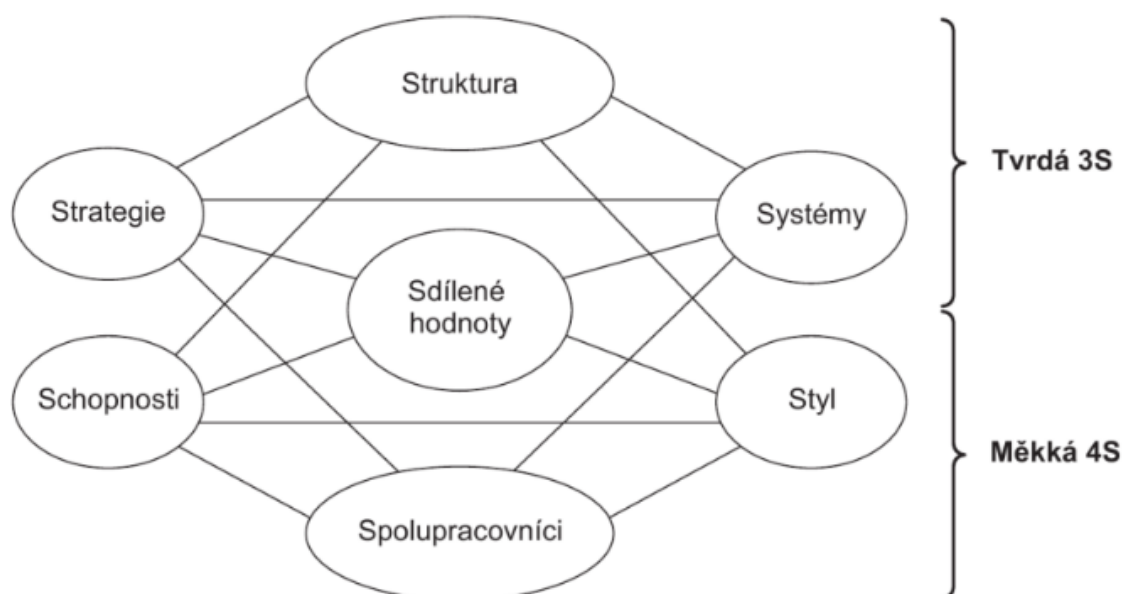 Struktura
Tvrdá 3S
Strategie
Systémy
Sdílené
hodnoty
Schopnosti
Styl
Měkká 4S
Spolupracovníci